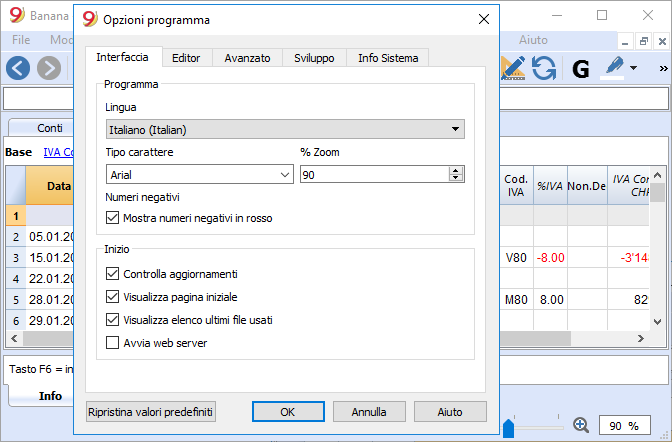 9 Banana
9 Opzioni programma
File
Mod
Aiuto
G
»
Interfaccia Editor Avanzato Sviluppo Info Sistema
Programma
Lingua
Italiano (Italian)
Tipo carattere % Zoom
Arial 90
Numeri negativi
Mostra numeri negativi in rosso
Inizio
Controlla aggiornamenti
Visualizza pagina iniziale
Visualizza elenco ultimi file usati
Avvia web server
Ripristina valori predefiniti OK Annulla Aiuto
Conti
Base IVA Co
Data Cod. IVA %IVA Non.De IVA Con CHF
1
2 05.01.20
3 15.01.20 V80 -8.00 -3'14
4 22.01.20
5 28.01.20 M80 8.00 82
6 29.01.20
Tasto F6 = in
Info
90 %